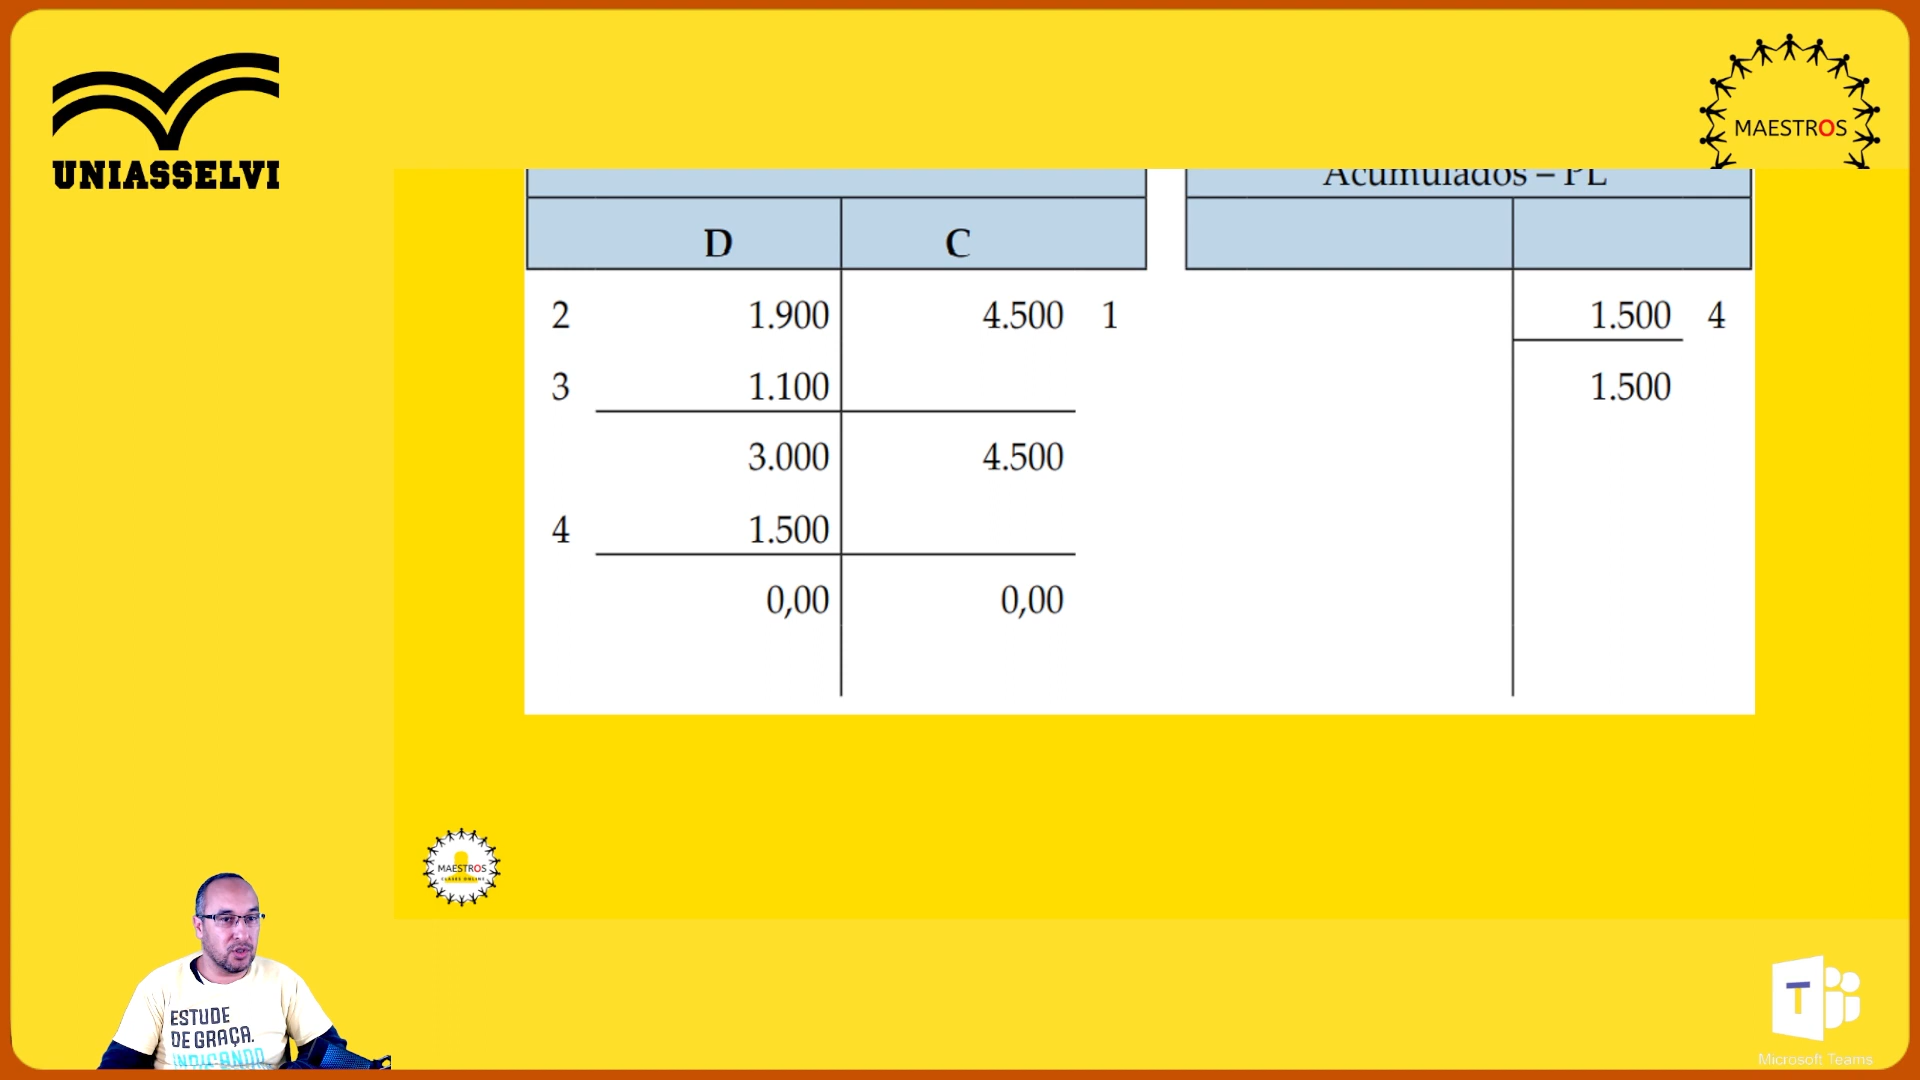 UNIASSELVI
MAESTROS
Acumulados – PL
D C
2 1.900 4.500 1
3 1.100
3.000 4.500
4 1.500
0,00 0,00
1.500 4
1.500
MAESTROS
ESTUDE
DE GRAÇA.
INDICANDO
T
Microsoft Teams